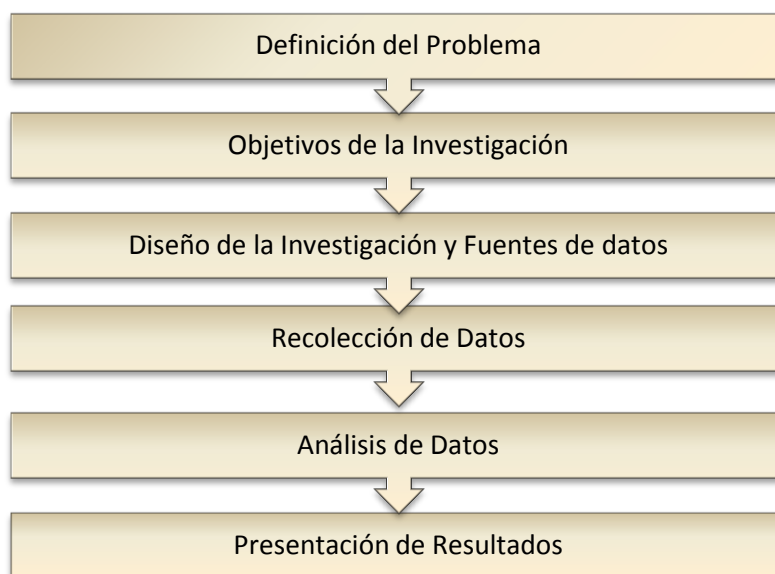 Definición del Problema
Objetivos de la Investigación
Diseño de la Investigación y Fuentes de datos
Recolección de Datos
Análisis de Datos
Presentación de Resultados